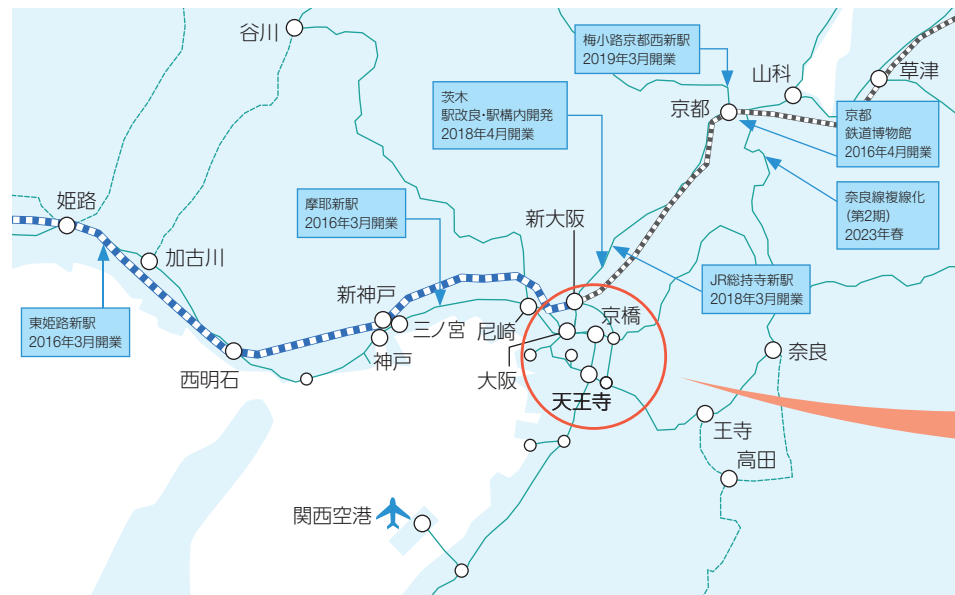 谷川
梅小路京都西新駅
2019年3月開業
山科
草津
茨木
駅改良・駅構内開発
2018年4月開業
京都
京都
鉄道博物館
2016年4月開業
奈良線複線化
(第2期)
2023年春
姫路
摩耶新駅
2016年3月開業
新大阪
加古川
JR総持寺新駅
2018年3月開業
新神戸
東姫路新駅
2016年3月開業
三ノ宮
尼崎
京橋
神戸
西明石
大阪
奈良
天王寺
王寺
高田
関西空港